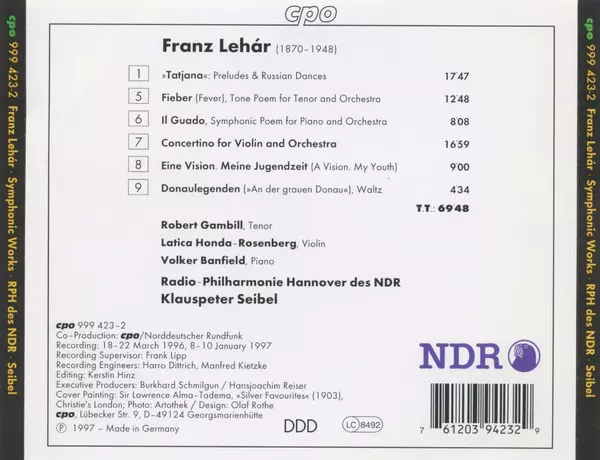 cpo
Franz Lehár (1870-1948)
1 »Tatjana«: Preludes & Russian Dances 17'47
5 Fieber (Fever), Tone Poem for Tenor and Orchestra 12'48
6 Il Guado, Symphonic Poem for Piano and Orchestra 8'08
7 Concertino for Violin and Orchestra 16'59
8 Eine Vision. Meine Jugendzeit (A Vision. My Youth) 9'00
9 Donaulegenden (»An der grauen Donau«), Waltz 4'34
T.T.: 69'48
Robert Gambill, Tenor
Latica Honda-Rosenberg, Violin
Volker Banfield, Piano
Radio-Philharmonie Hannover des NDR
Klauspeter Seibel
cpo 999 423-2
Co-Production: cpo/Norddeutscher Rundfunk
Recording: 18-22 March 1996, 8-10 January 1997
Recording Supervisor: Frank Lipp
Recording Engineers: Harro Dittrich, Manfred Kietzke
Editing: Kerstin Hinz
Executive Producers: Burkhard Schmilgun / Hansjoachim Reiser
Cover Painting: Sir Lawrence Alma-Tadema, »Silver Favourites« (1903),
Christie's London; Photo: Artothek / Design: Olaf Rothe
cpo, Lübecker Str. 9, D-49124 Georgsmarienhütte
℗ 1997 – Made in Germany
DDD
LC 8492
NDR
7 61203 94232 9
cpo 999 423-2 Franz Lehár · Symphonic Works · RPH des NDR · Seibel
cpo 999 423-2 Franz Lehár · Symphonic Works · RPH des NDR · Seibel